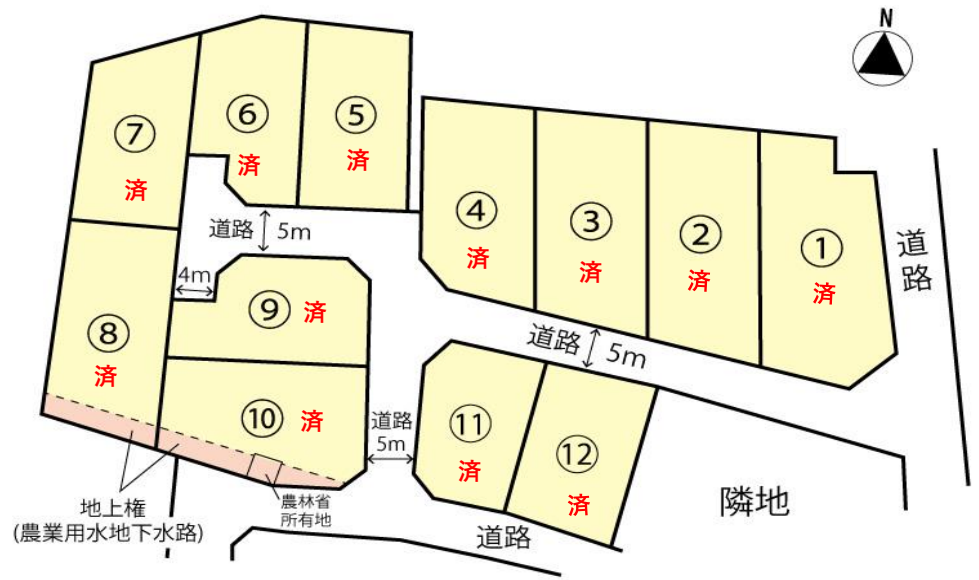 N
⑦
済
⑥
済
⑤
済
④
済
③
済
②
済
①
済
道路
道路 5m
4m
⑧
済
⑨ 済
⑩ 済
道路 5m
道路
5m
⑪
済
⑫
済
隣地
道路
地上権
(農業用水地下水路)
農林省
所有地